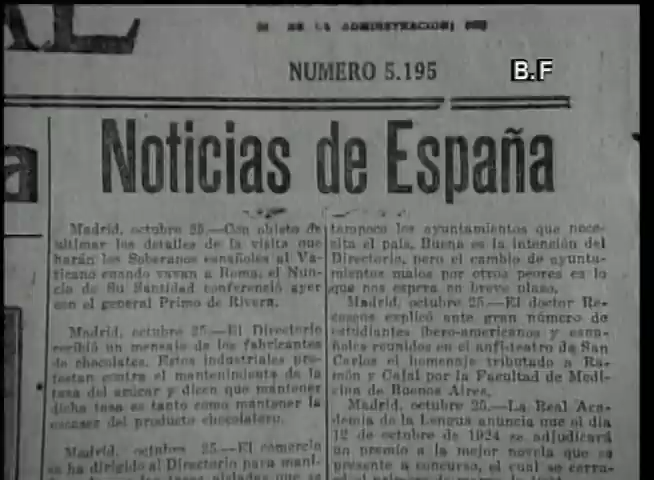 DE LA ADMINISTRACION
NUMERO 5.195
B.F
a
Noticias de España
Madrid, octubre 25.—Con objeto de
ultimar los detalles de la visita que
harán los Soberanos españoles al Va-
ticano cuando vayan a Roma, el Nun-
cio de Su Santidad conferenció ayer
con el general Primo de Rivera.
Madrid, octubre 25.—El Directorio
recibió un mensaje de los fabricantes
de chocolates. Estos industriales pro-
testan contra el mantenimiento de la
tasa del azúcar y dicen que mantener
dicha tasa es tanto como mantener la
escasez del producto chocolatero.
Madrid, octubre 25.—El comercio
se ha dirigido al Directorio para
tampoco los ayuntamientos que nece-
sita el país. Buena es la intención del
Directorio, pero el cambio de ayunta-
mientos malos por otros peores es lo
que nos espera en breve plazo.
Madrid, octubre 25.—El doctor Re-
casens explicó ante gran número de
estudiantes ibero-americanos y espa-
ñoles reunidos en el anfiteatro de San
Carlos el homenaje tributado a Ra-
món y Cajal por la Facultad de Medi-
cina de Buenos Aires.
Madrid, octubre 25.—La Real Aca-
demia de la Lengua anuncia que el día
12 de octubre de 1924 se adjudicará
un premio a la mejor novela que se
presente a concurso, el cual se cerra-